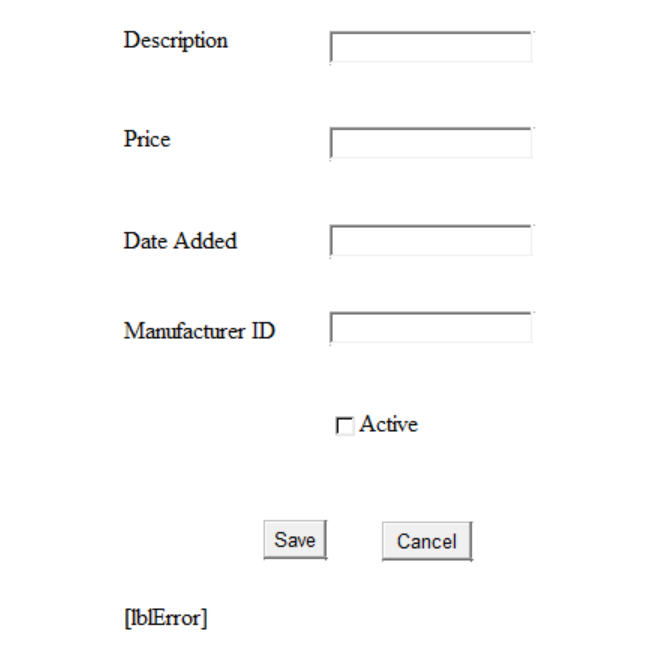 Description
Price
Date Added
Manufacturer ID
Active
Save Cancel
[lblError]